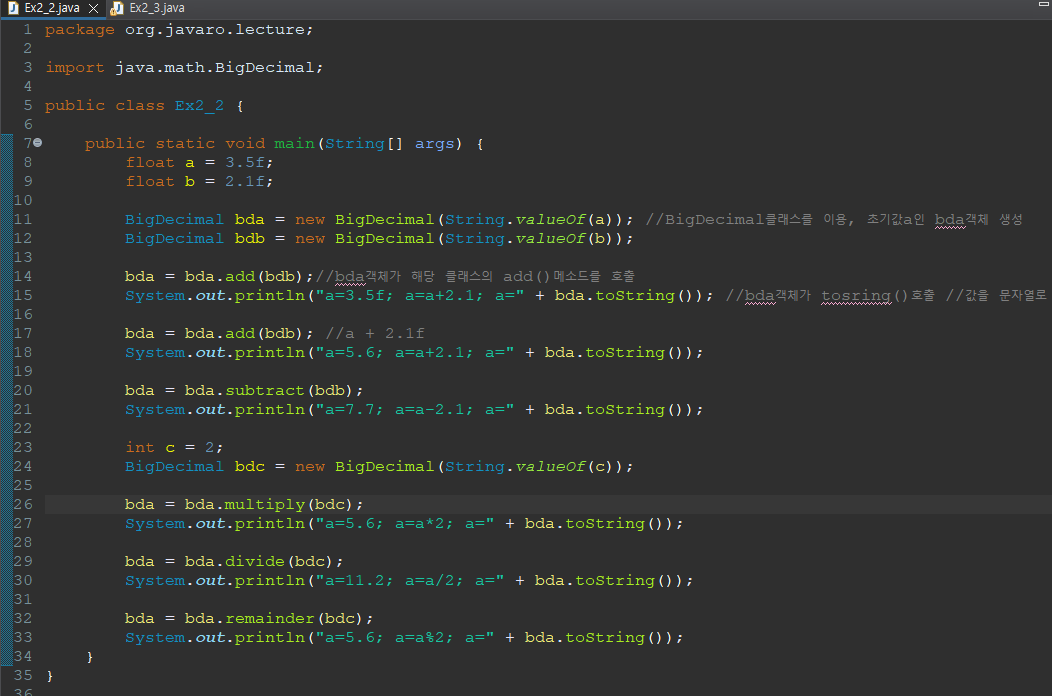 Ex2_2.java Ex2_3.java
1 package org.javaro.lecture;
2
3 import java.math.BigDecimal;
4
5 public class Ex2_2 {
6
7 public static void main(String[] args) {
8 float a = 3.5f;
9 float b = 2.1f;
10
11 BigDecimal bda = new BigDecimal(String.valueOf(a)); //BigDecimal클래스를 이용, 초기값a인 bda객체 생성
12 BigDecimal bdb = new BigDecimal(String.valueOf(b));
13
14 bda = bda.add(bdb);//bda객체가 해당 클래스의 add()메소드를 호출
15 System.out.println("a=3.5f; a=a+2.1; a=" + bda.toString()); //bda객체가 tosring()호출 //값을 문자열로
16
17 bda = bda.add(bdb); //a + 2.1f
18 System.out.println("a=5.6; a=a+2.1; a=" + bda.toString());
19
20 bda = bda.subtract(bdb);
21 System.out.println("a=7.7; a=a-2.1; a=" + bda.toString());
22
23 int c = 2;
24 BigDecimal bdc = new BigDecimal(String.valueOf(c));
25
26 bda = bda.multiply(bdc);
27 System.out.println("a=5.6; a=a*2; a=" + bda.toString());
28
29 bda = bda.divide(bdc);
30 System.out.println("a=11.2; a=a/2; a=" + bda.toString());
31
32 bda = bda.remainder(bdc);
33 System.out.println("a=5.6; a=a%2; a=" + bda.toString());
34 }
35 }
36